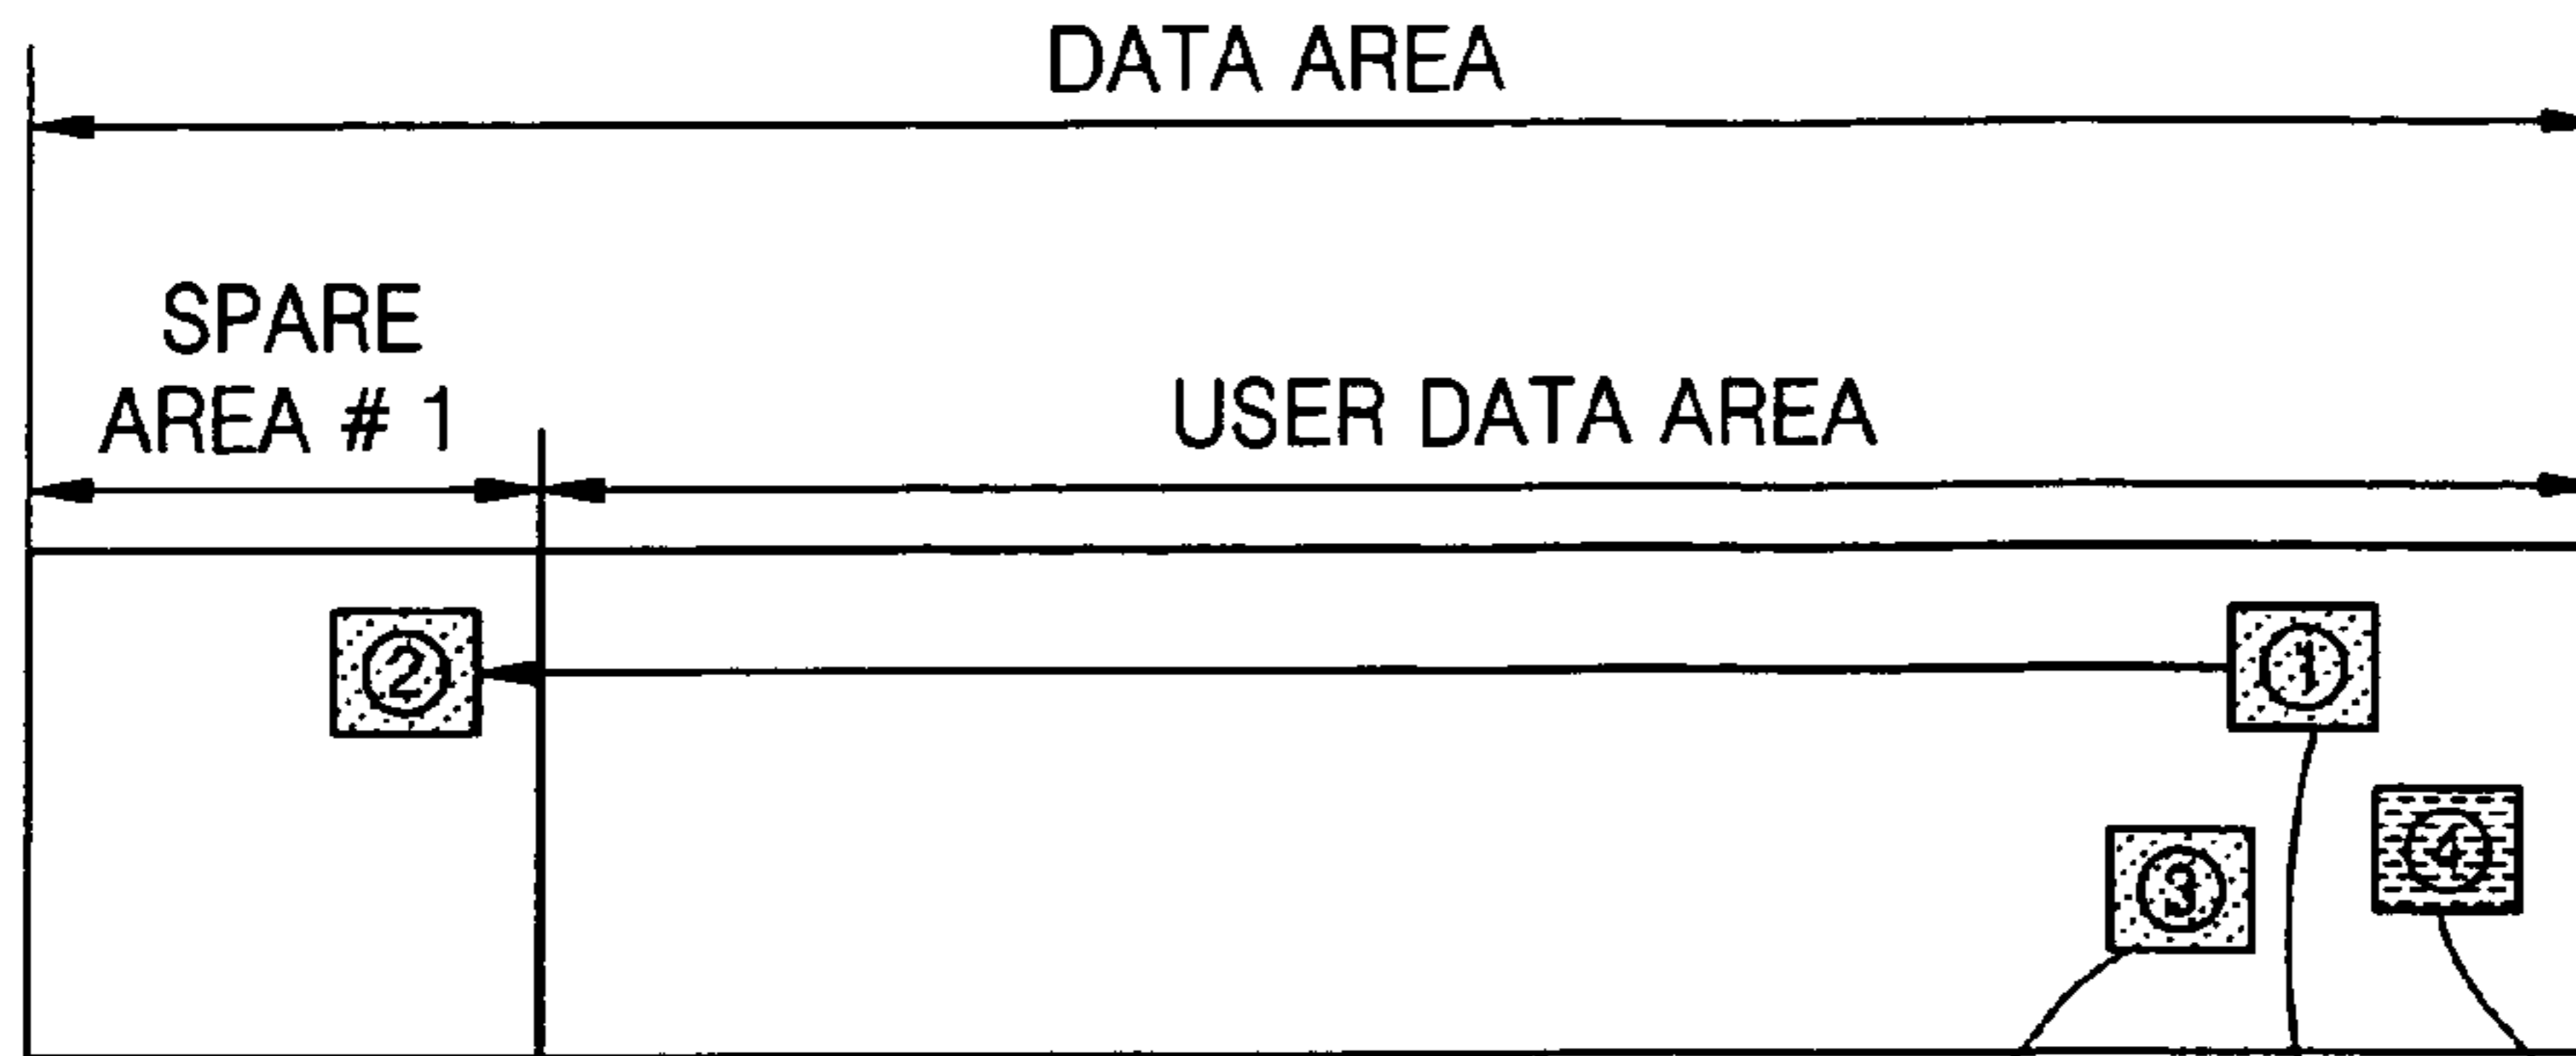 DATA AREA
SPARE
AREA # 1
USER DATA AREA
② ①
④
③